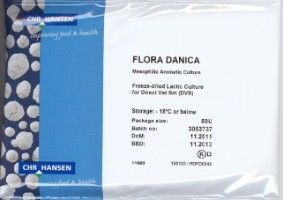 CHR HANSEN
Improving food & health
FLORA DANICA
Mesophilic Aromatic Culture
Freeze-dried Lactic Culture
for Direct Vat Set (DVS)
Storage: - 18°C or below
Package size: 50U
Batch no: 3053737
DoM: 11.2011
BBD: 11.2013
CHR HANSEN
Improving food & health